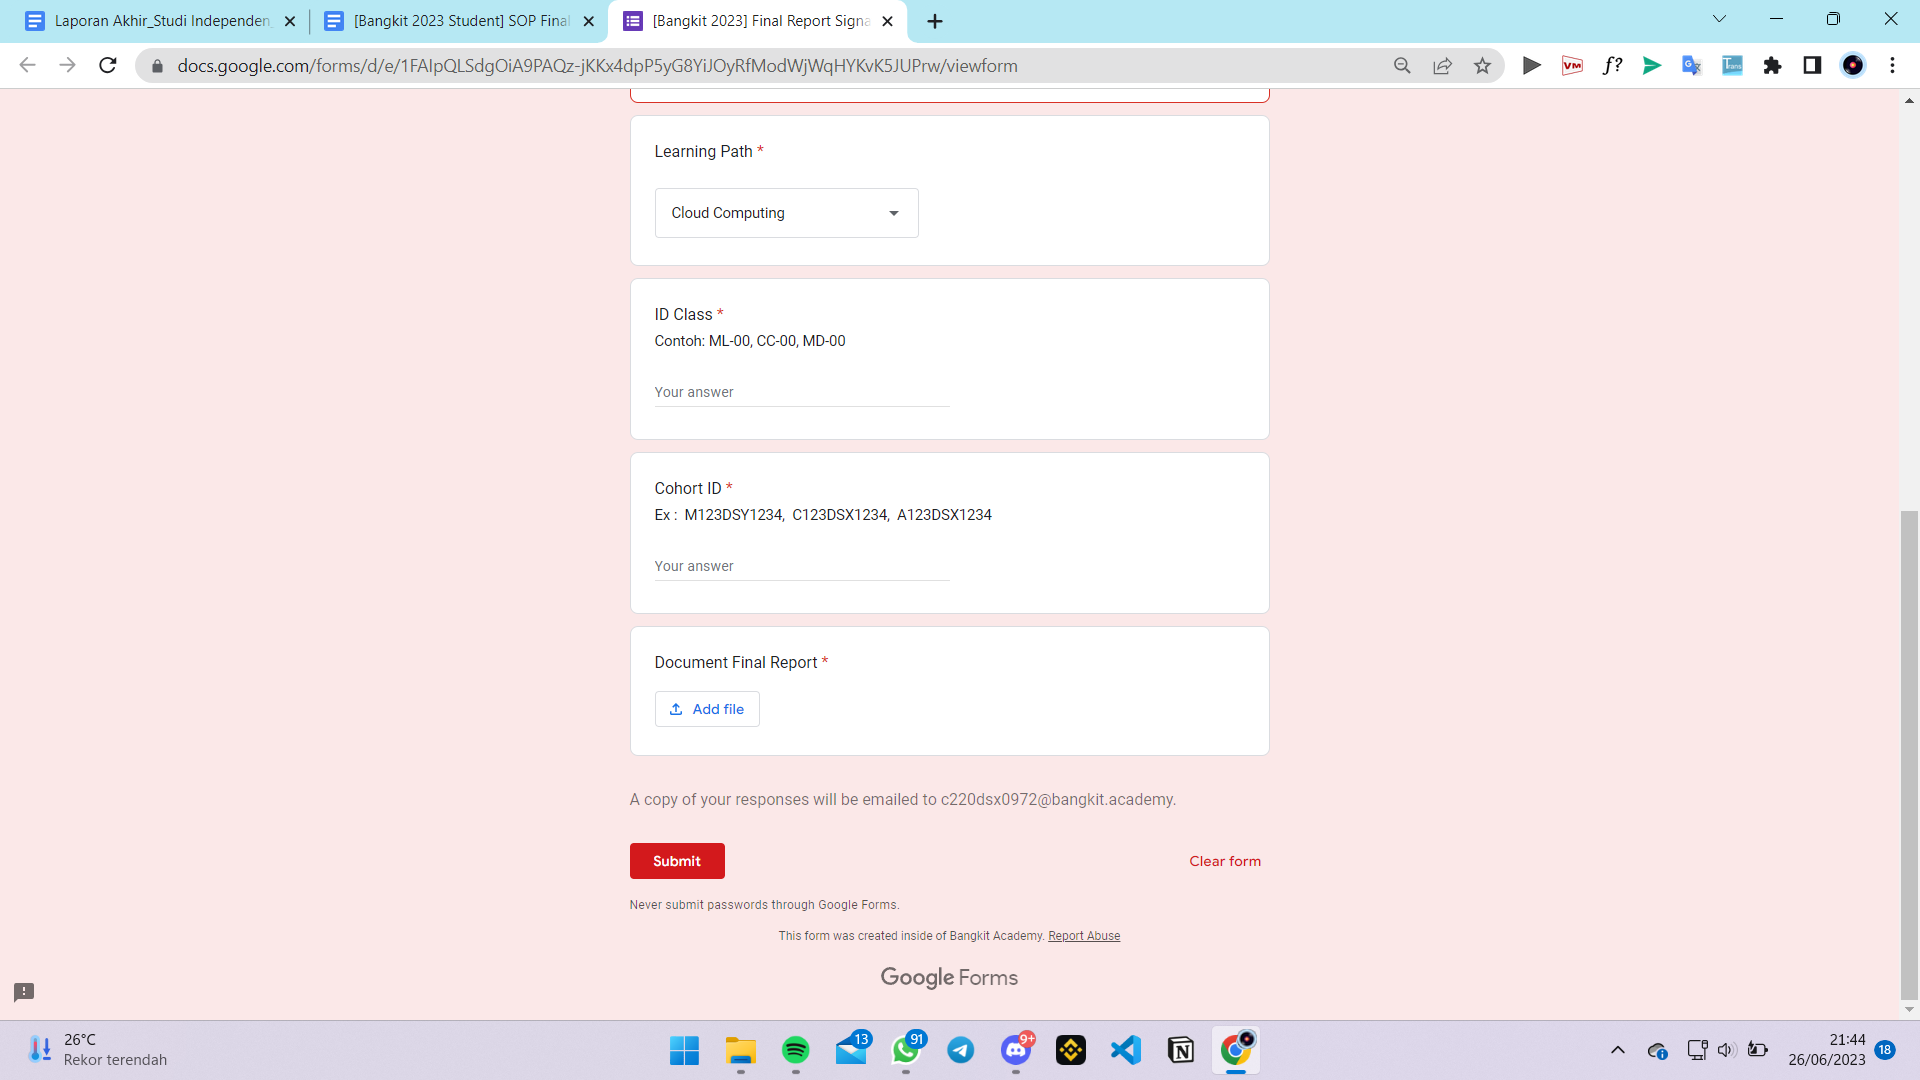 Laporan Akhir_Studi Independen_
[Bangkit 2023 Student] SOP Final
[Bangkit 2023] Final Report Signa
docs.google.com/forms/d/e/1FAIpQLSdgOiA9PAQz-jKKx4dpP5yG8YiJOyRfModWjWqHYKvK5JUPrw/viewform
VM
f?
Trans
Learning Path *
Cloud Computing
ID Class *
Contoh: ML-00, CC-00, MD-00
Your answer
Cohort ID *
Ex : M123DSY1234, C123DSX1234, A123DSX1234
Your answer
Document Final Report *
Add file
A copy of your responses will be emailed to c220dsx0972@bangkit.academy.
Submit
Clear form
Never submit passwords through Google Forms.
This form was created inside of Bangkit Academy. Report Abuse
Google Forms
26°C
Rekor terendah
13
91
9+
21:44
26/06/2023
18